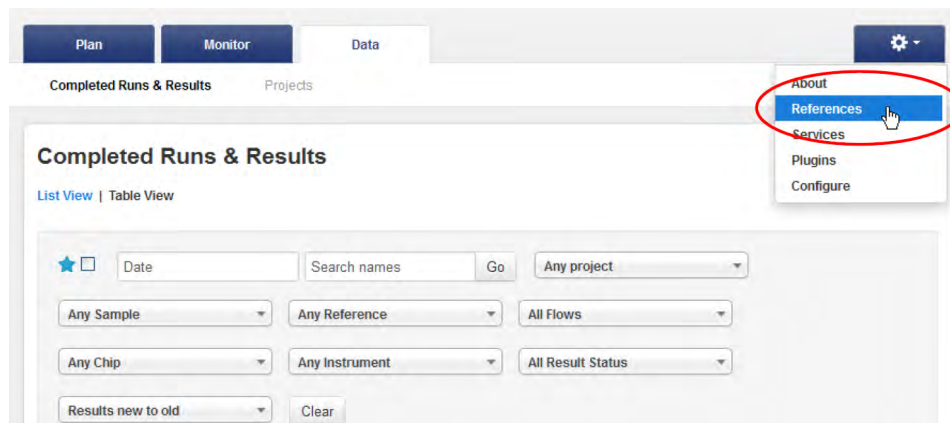 Plan Monitor Data
Completed Runs & Results Projects
About
References
Services
Plugins
Configure
Completed Runs & Results
List View | Table View
Date Search names Go Any project
Any Sample Any Reference All Flows
Any Chip Any Instrument All Result Status
Results new to old Clear